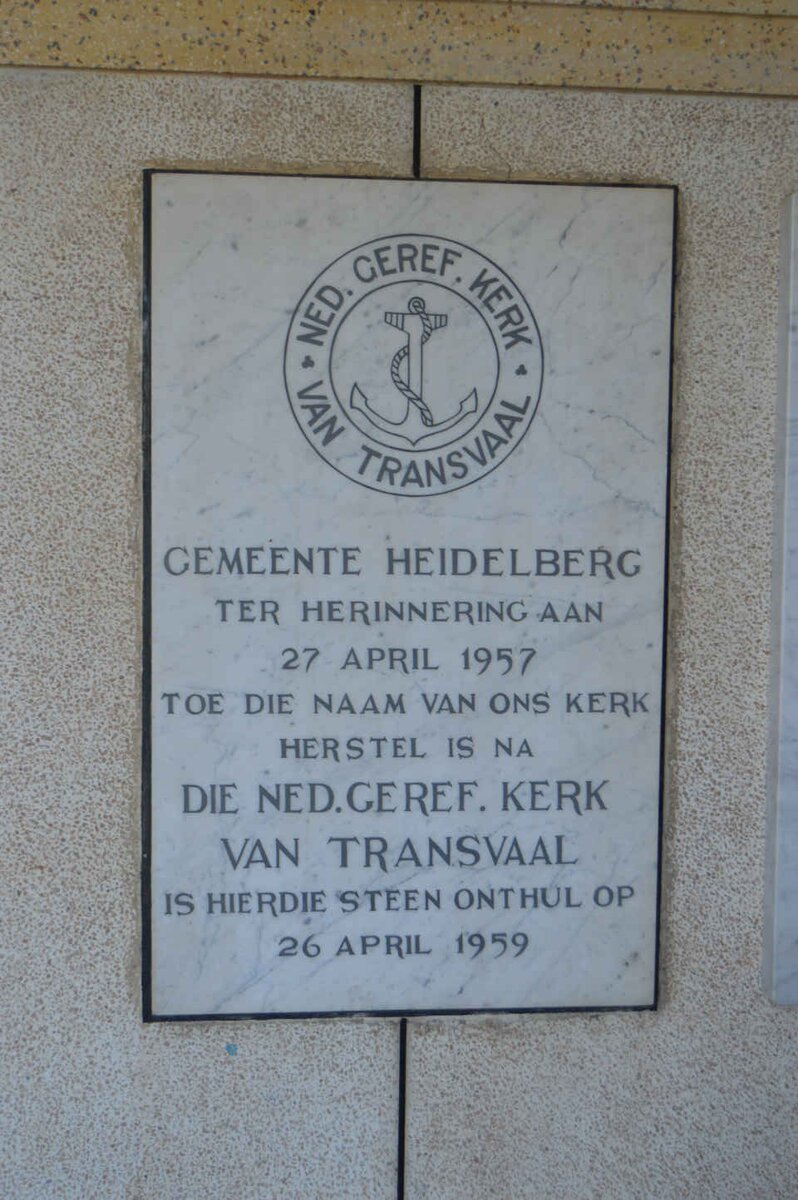 NED. GEREF. KERK
VAN TRANSVAAL
GEMEENTE HEIDELBERG
TER HERINNERING AAN
27 APRIL 1957
TOE DIE NAAM VAN ONS KERK
HERSTEL IS NA
DIE NED. GEREF. KERK
VAN TRANSVAAL
IS HIERDIE STEEN ONTHUL OP
26 APRIL 1959